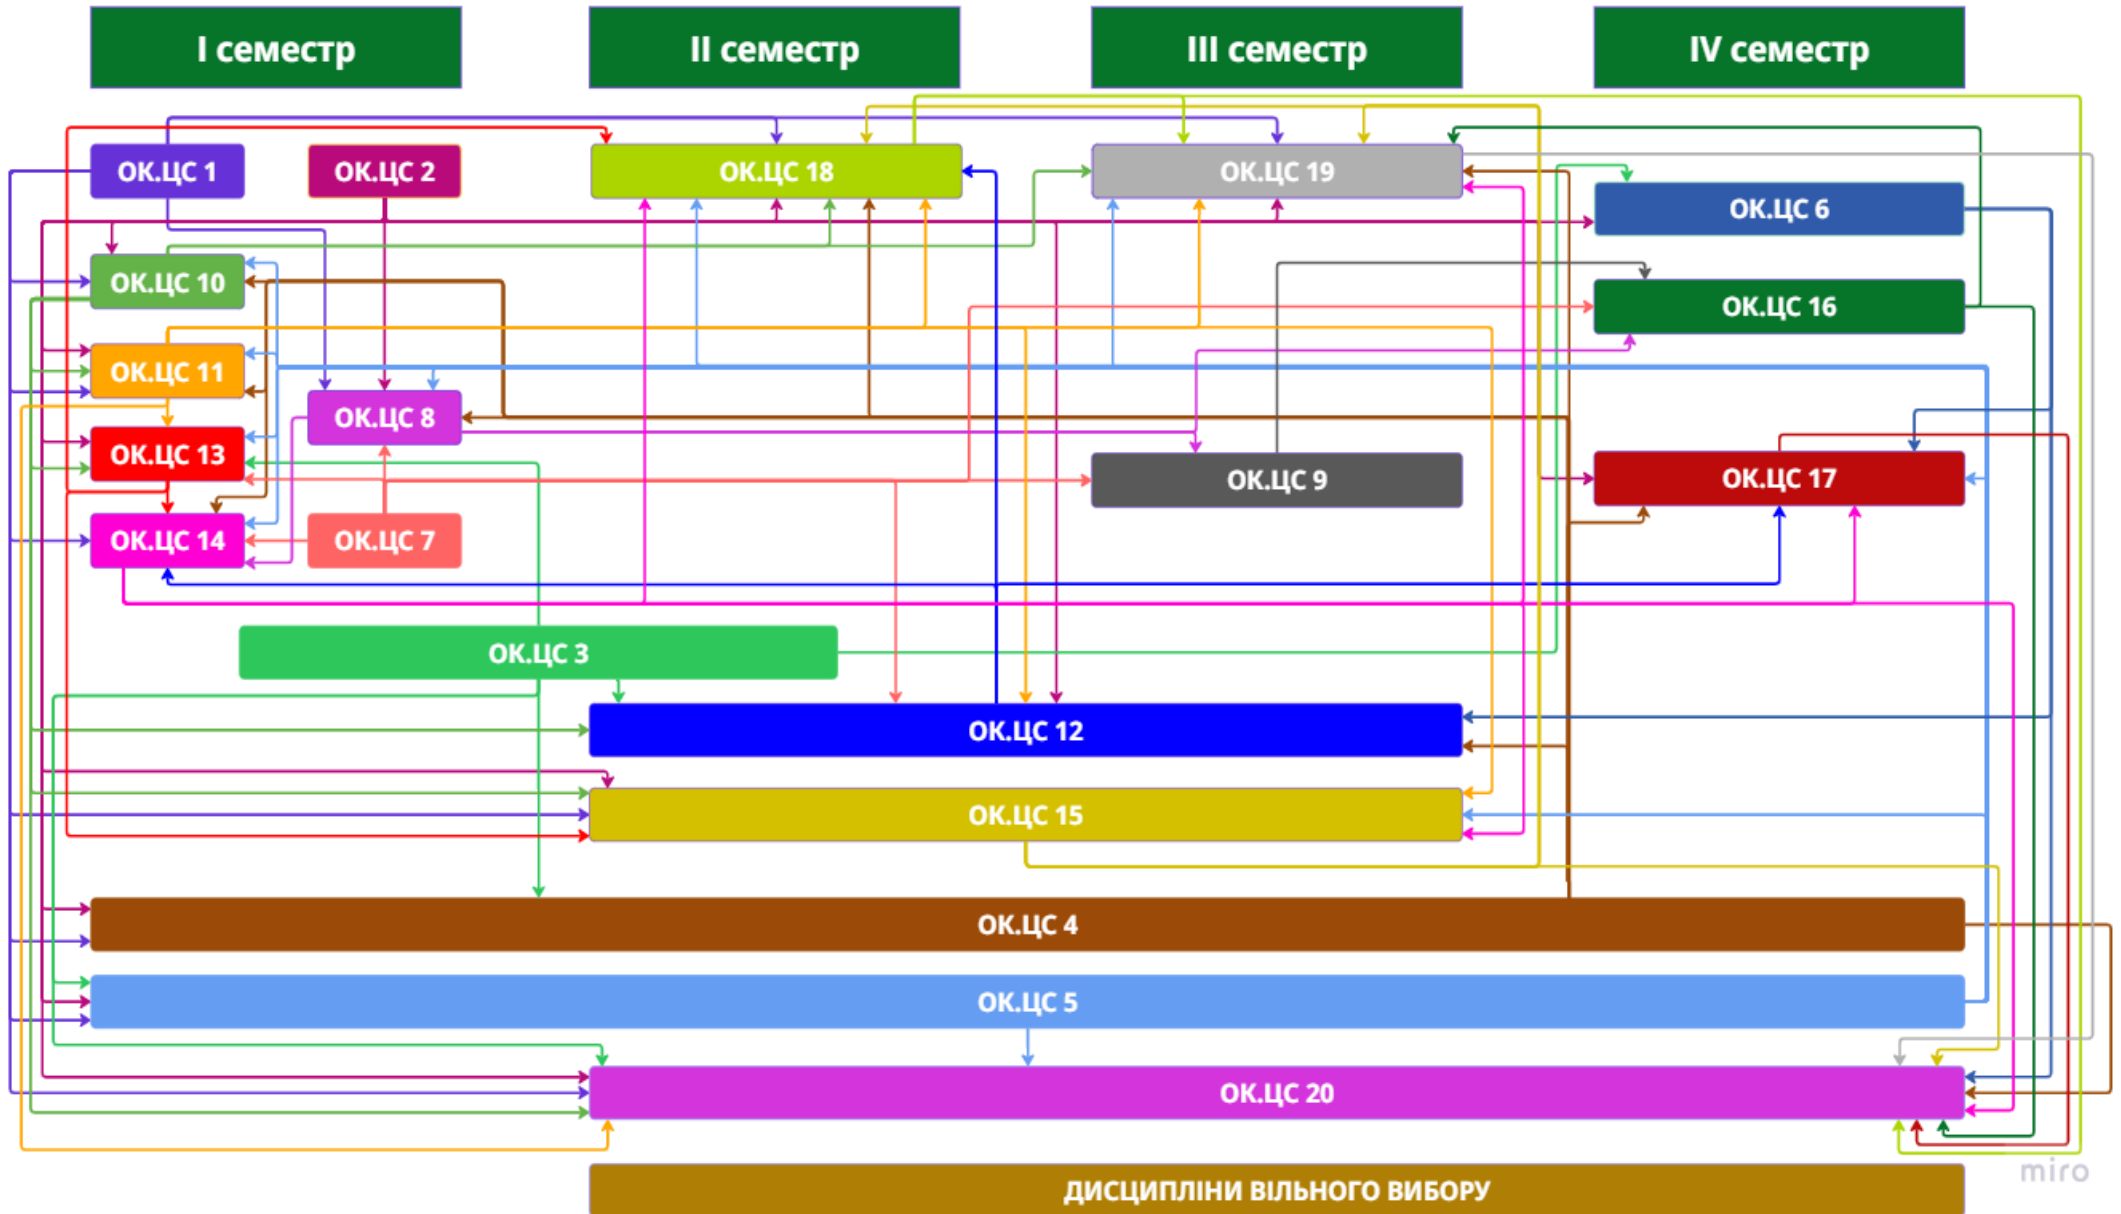 I семестр
II семестр
III семестр
IV семестр
ОК.ЦС 1
ОК.ЦС 2
ОК.ЦС 18
ОК.ЦС 19
ОК.ЦС 6
ОК.ЦС 10
ОК.ЦС 16
ОК.ЦС 11
ОК.ЦС 8
ОК.ЦС 13
ОК.ЦС 9
ОК.ЦС 17
ОК.ЦС 14
ОК.ЦС 7
ОК.ЦС 3
ОК.ЦС 12
ОК.ЦС 15
ОК.ЦС 4
ОК.ЦС 5
ОК.ЦС 20
miro
ДИСЦИПЛІНИ ВІЛЬНОГО ВИБОРУ